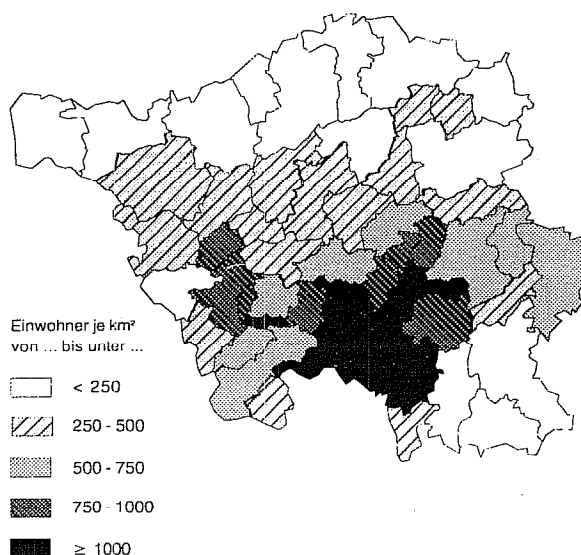 Einwohner je km²
von ... bis unter ...
< 250
250 - 500
500 - 750
750 - 1000
≥ 1000